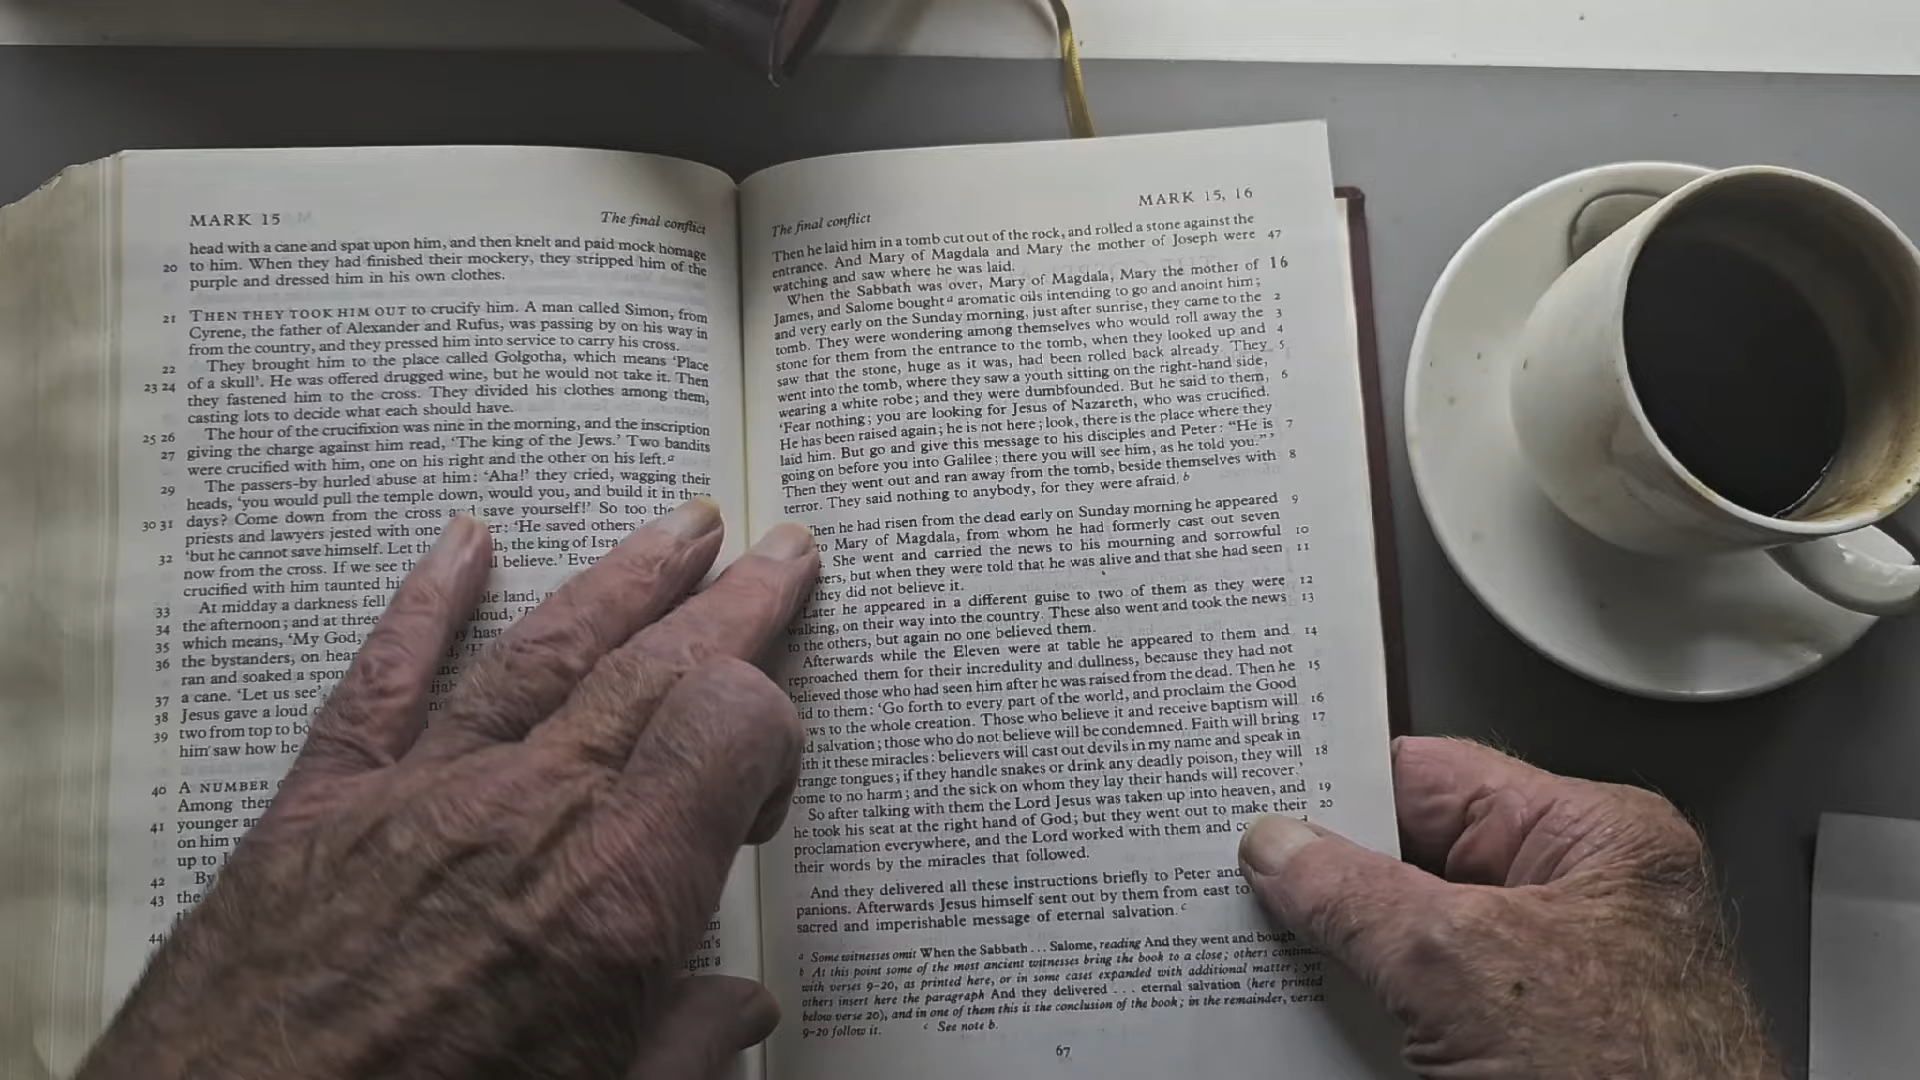 MARK 15
The final conflict
head with a cane and spat upon him, and then knelt and paid mock homage
20 to him. When they had finished their mockery, they stripped him of the
purple and dressed him in his own clothes.
21 THEN THEY TOOK HIM OUT to crucify him. A man called Simon, from
Cyrene, the father of Alexander and Rufus, was passing by on his way in
from the country, and they pressed him into service to carry his cross.
22 They brought him to the place called Golgotha, which means ‘Place
23 24 of a skull’. He was offered drugged wine, but he would not take it. Then
they fastened him to the cross. They divided his clothes among them,
casting lots to decide what each should have.
25 26 The hour of the crucifixion was nine in the morning, and the inscription
27 giving the charge against him read, ‘The king of the Jews.’ Two bandits
were crucified with him, one on his right and the other on his left.a
29 The passers-by hurled abuse at him: ‘Aha!’ they cried, wagging their
heads, ‘you would pull the temple down, would you, and build it in
30 31 days? Come down from the cross and save yourself!’ So too
priests and lawyers jested with one ‘He saved others,
32 ‘but he cannot save himself. Let the king of
now from the cross. If we see believe.’
crucified with him taunted
33 At midday a darkness fell land,
34 the afternoon; and at three aloud,
35 which means, ‘My God,
36 the bystanders, on
ran and soaked a
37 a cane. ‘Let us see’,
38 Jesus gave a loud
39 two from top to
him saw how he
40 A NUMBER
Among
41 younger
on him
up to
42 By
43 the
44
a
MARK 15, 16
The final conflict
Then he laid him in a tomb cut out of the rock, and rolled a stone against the
entrance. And Mary of Magdala and Mary the mother of Joseph were 47
watching and saw where he was laid.
When the Sabbath was over, Mary of Magdala, Mary the mother of 16
James, and Salome bought a aromatic oils intending to go and anoint him;
and very early on the Sunday morning, just after sunrise, they came to the 2
tomb. They were wondering among themselves who would roll away the 3
stone for them from the entrance to the tomb, when they looked up and 4
saw that the stone, huge as it was, had been rolled back already. They 5
went into the tomb, where they saw a youth sitting on the right-hand side,
wearing a white robe; and they were dumbfounded. But he said to them, 6
‘Fear nothing; you are looking for Jesus of Nazareth, who was crucified.
He has been raised again; he is not here; look, there is the place where they
laid him. But go and give this message to his disciples and Peter: “He is 7
going on before you into Galilee; there you will see him, as he told you.”’
Then they went out and ran away from the tomb, beside themselves with 8
terror. They said nothing to anybody, for they were afraid. b
he had risen from the dead early on Sunday morning he appeared 9
to Mary of Magdala, from whom he had formerly cast out seven
She went and carried the news to his mourning and sorrowful 10
but when they were told that he was alive and that she had seen 11
they did not believe it.
Later he appeared in a different guise to two of them as they were 12
walking, on their way into the country. These also went and took the news 13
to the others, but again no one believed them.
Afterwards while the Eleven were at table he appeared to them and 14
reproached them for their incredulity and dullness, because they had not
believed those who had seen him after he was raised from the dead. Then he 15
to them: ‘Go forth to every part of the world, and proclaim the Good
to the whole creation. Those who believe it and receive baptism will 16
salvation; those who do not believe will be condemned. Faith will bring 17
it these miracles: believers will cast out devils in my name and speak in
tongues; if they handle snakes or drink any deadly poison, they will 18
come to no harm; and the sick on whom they lay their hands will recover.’
So after talking with them the Lord Jesus was taken up into heaven, and 19
he took his seat at the right hand of God; but they went out to make their 20
proclamation everywhere, and the Lord worked with them and
their words by the miracles that followed.
And they delivered all these instructions briefly to Peter and
panions. Afterwards Jesus himself sent out by them from east to
sacred and imperishable message of eternal salvation. c
a Some witnesses omit When the Sabbath . . . Salome, reading And they went and
b At this point some of the most ancient witnesses bring the book to a close; others
with verses 9–20, as printed here, or in some cases expanded with additional matter; yet
others insert here the paragraph And they delivered . . . eternal salvation (here printed
below verse 20), and in one of them this is the conclusion of the book; in the remainder, verses
9–20 follow it. c See note b.
67